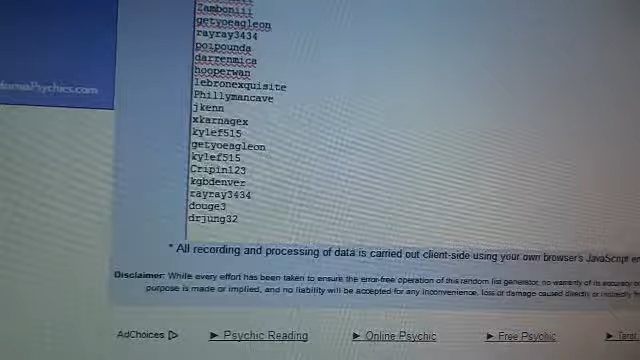 Zamboniii
getyoeagleon
rayray3434
poipounda
darrenmica
hooperwan
lebronexquisite
Phillymancave
jkenn
xkarnagex
kylef515
getyoeagleon
kylef515
Cripin123
kgbdenver
rayray3434
douge3
drjung32
* All recording and processing of data is carried out client-side using your own browser's JavaScript
Disclaimer: While every effort has been taken to ensure the error-free operation of this random list generator, no warranty of its accuracy
purpose is made or implied, and no liability will be accepted for any inconvenience, loss or damage caused directly or indirectly
Psychics.com
AdChoices ▷ ► Psychic Reading ► Online Psychic ► Free Psychic ►